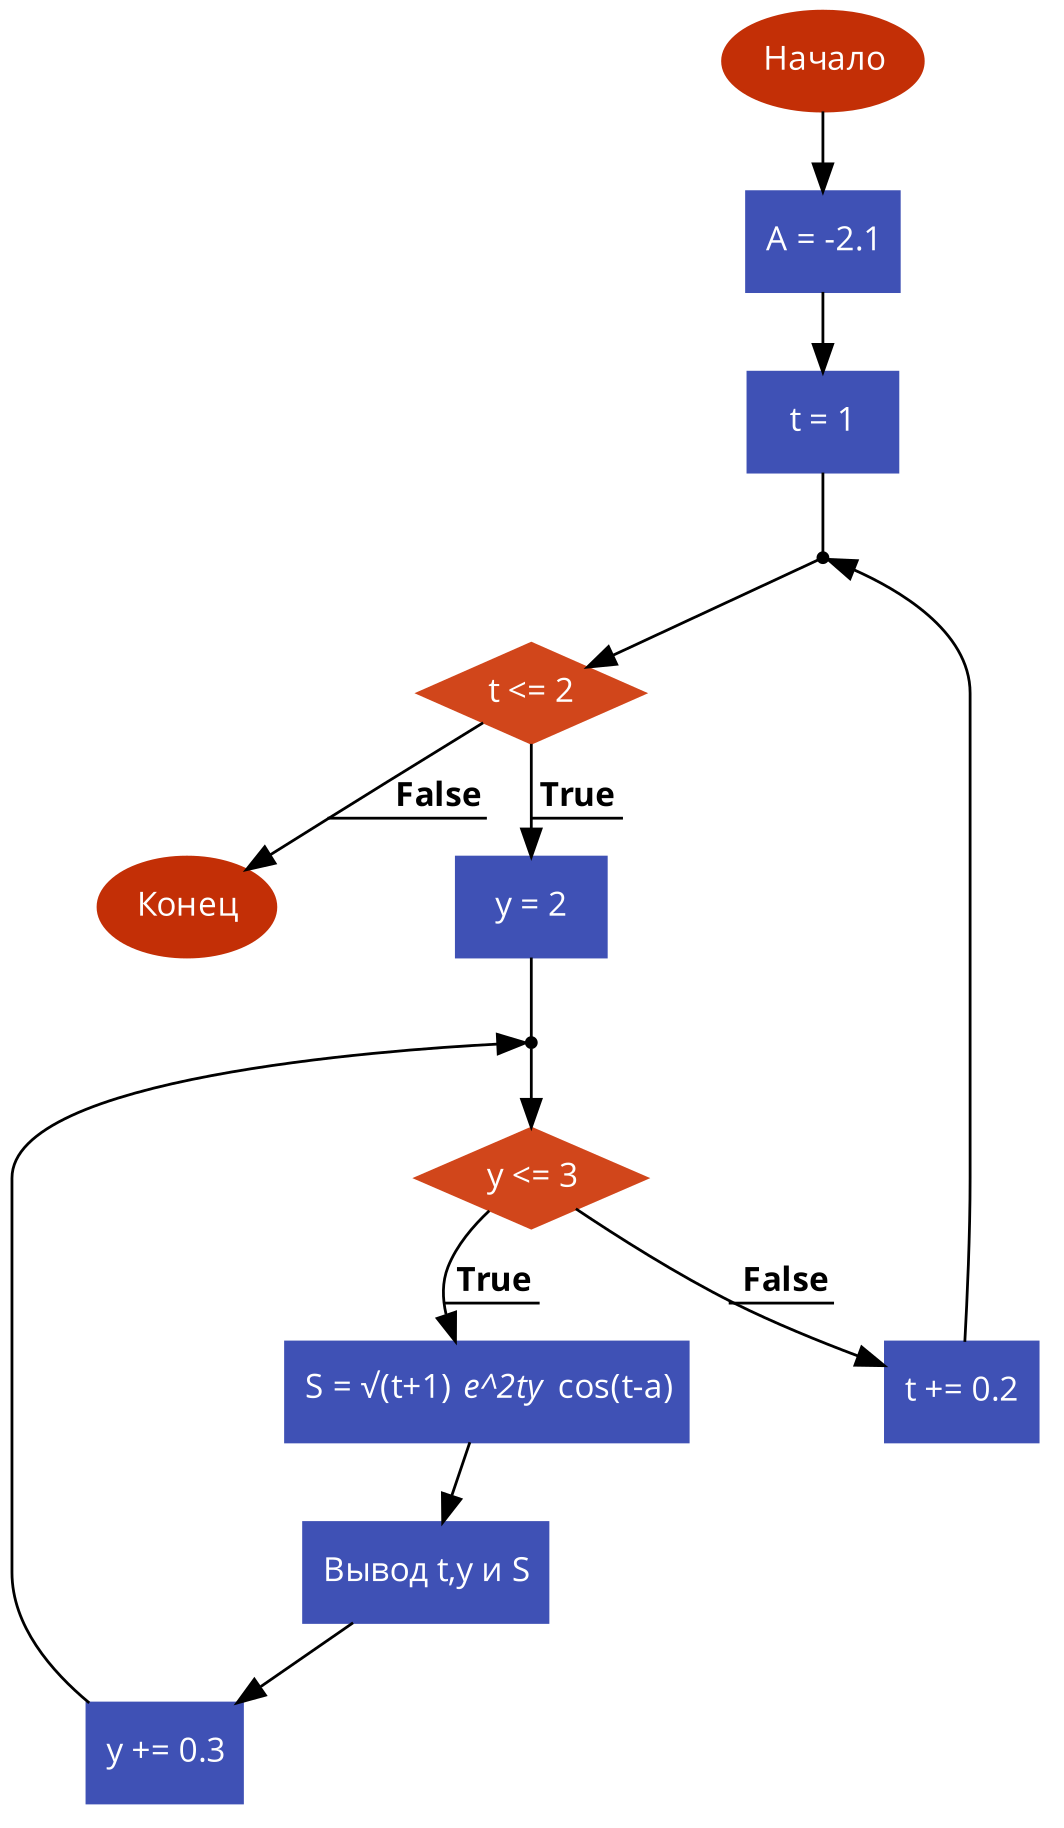 Начало
A = -2.1
t = 1
t <= 2
False
True
Конец
y = 2
y <= 3
True
False
S = √(t+1) e^2ty cos(t-a)
t += 0.2
Вывод t,y и S
y += 0.3